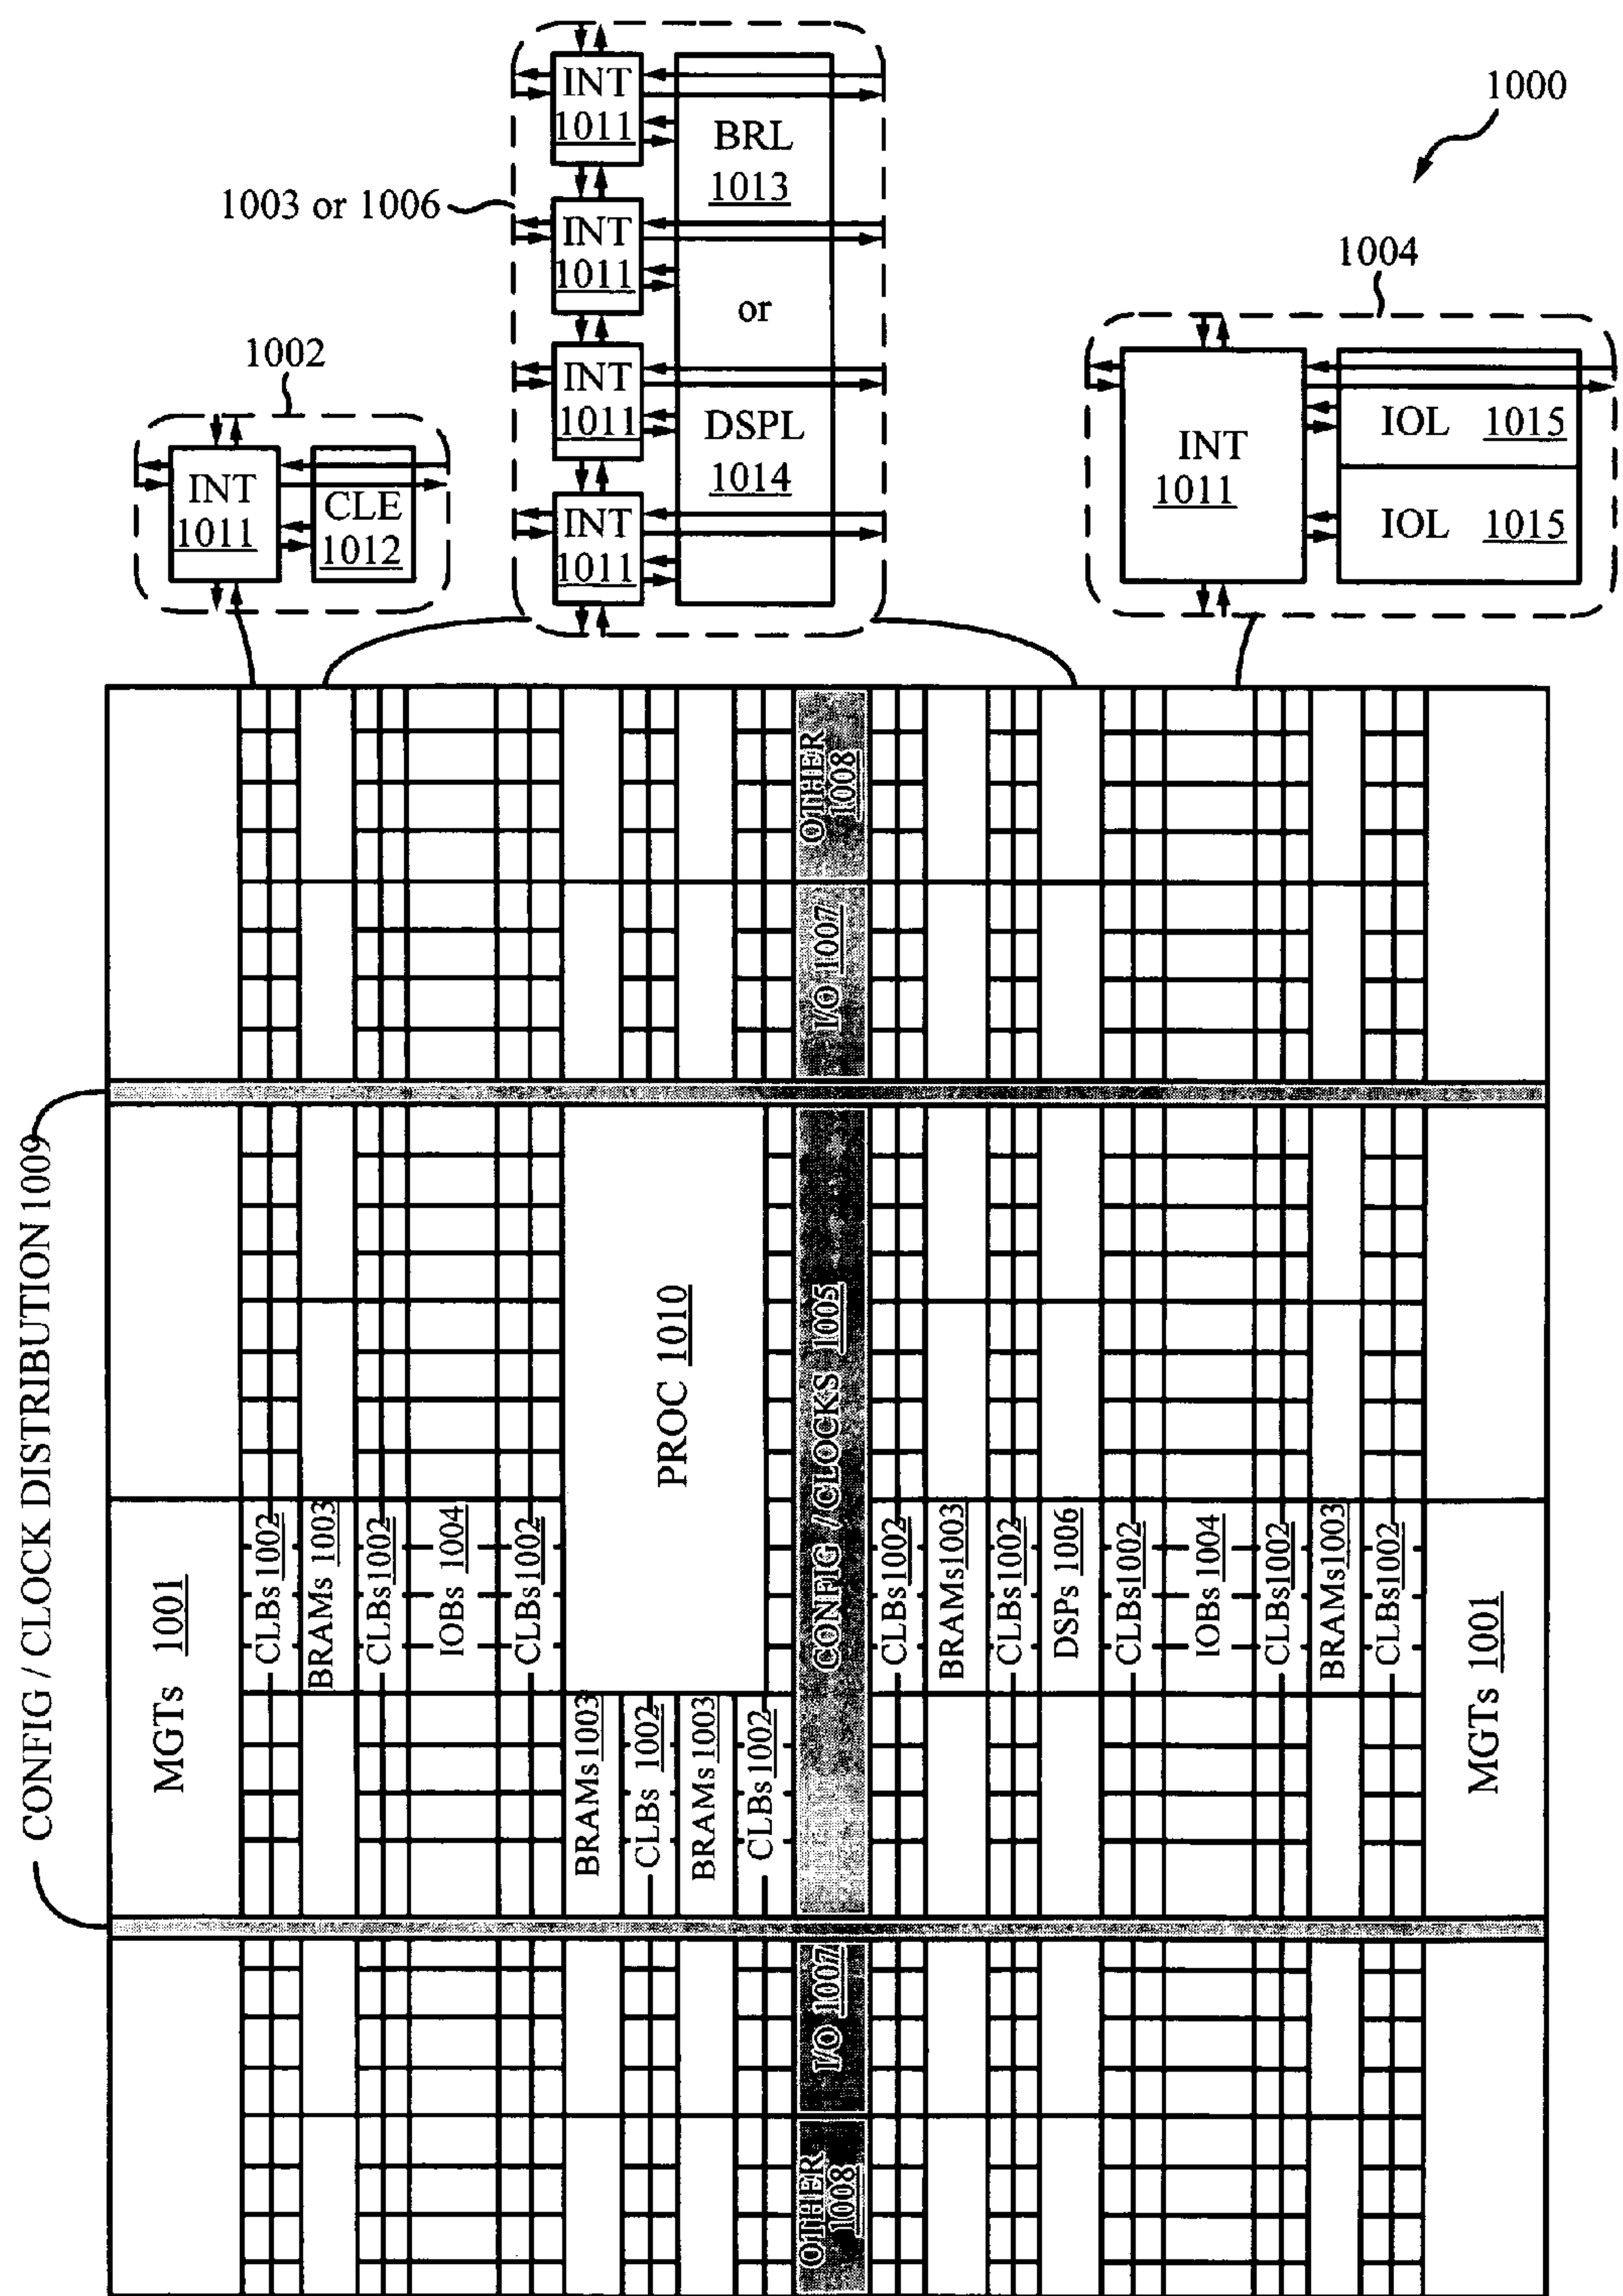 1000
1003 or 1006
INT
1011
INT
1011
INT
1011
INT
1011
BRL
1013
or
DSPL
1014
1004
INT
1011
IOL 1015
IOL 1015
1002
INT
1011
CLE
1012
CONFIG / CLOCK DISTRIBUTION 1009
OTHER
1008
I/O 1007
PROC 1010
CONFIG / CLOCKS 1005
MGTs 1001
CLBs 1002
BRAMs 1003
CLBs 1002
IOBs 1004
CLBs 1002
BRAMs 1003
CLBs 1002
BRAMs 1003
CLBs 1002
CLBs 1002
BRAMs 1003
CLBs 1002
DSPs 1006
CLBs 1002
IOBs 1004
CLBs 1002
BRAMs 1003
CLBs 1002
MGTs 1001
I/O 1007
OTHER
1008